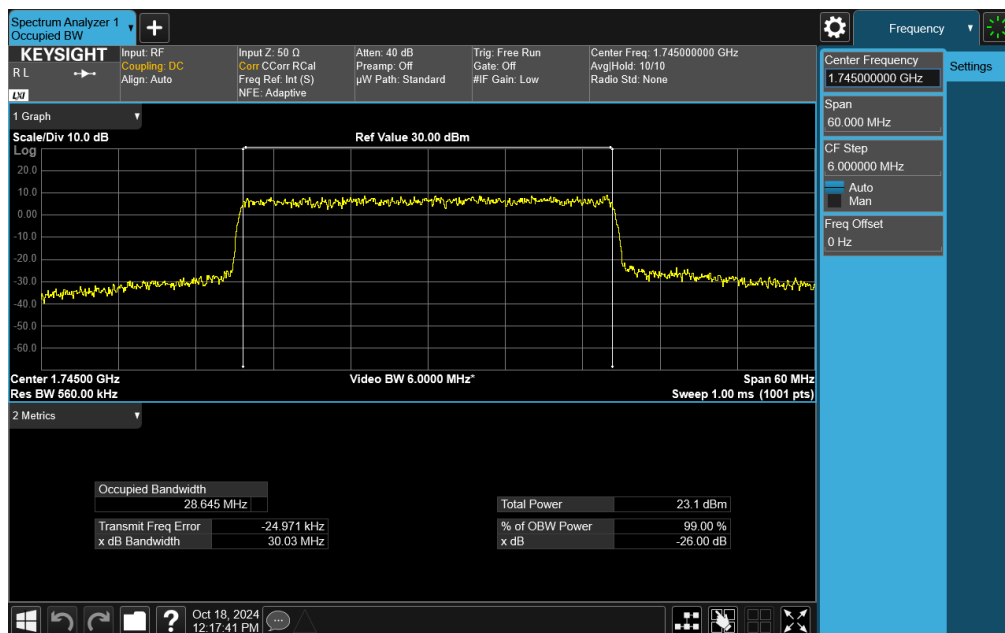 Spectrum Analyzer 1
Occupied BW
+
Frequency
KEYSIGHT
R L
LXI
Input: RF
Coupling: DC
Align: Auto
Input Z: 50 Ω
Corr CCorr RCal
Freq Ref: Int (S)
NFE: Adaptive
Atten: 40 dB
Preamp: Off
µW Path: Standard
Trig: Free Run
Gate: Off
#IF Gain: Low
Center Freq: 1.745000000 GHz
Avg|Hold: 10/10
Radio Std: None
Center Frequency
1.745000000 GHz
Settings
Span
60.000 MHz
CF Step
6.000000 MHz
Auto
Man
Freq Offset
0 Hz
1 Graph
Scale/Div 10.0 dB
Ref Value 30.00 dBm
Log
20.0
10.0
0.00
-10.0
-20.0
-30.0
-40.0
-50.0
-60.0
Center 1.74500 GHz
Video BW 6.0000 MHz*
Span 60 MHz
Res BW 560.00 kHz
Sweep 1.00 ms (1001 pts)
2 Metrics
Occupied Bandwidth
28.645 MHz
Total Power 23.1 dBm
Transmit Freq Error -24.971 kHz
% of OBW Power 99.00 %
x dB Bandwidth 30.03 MHz
x dB -26.00 dB
?
Oct 18, 2024
12:17:41 PM